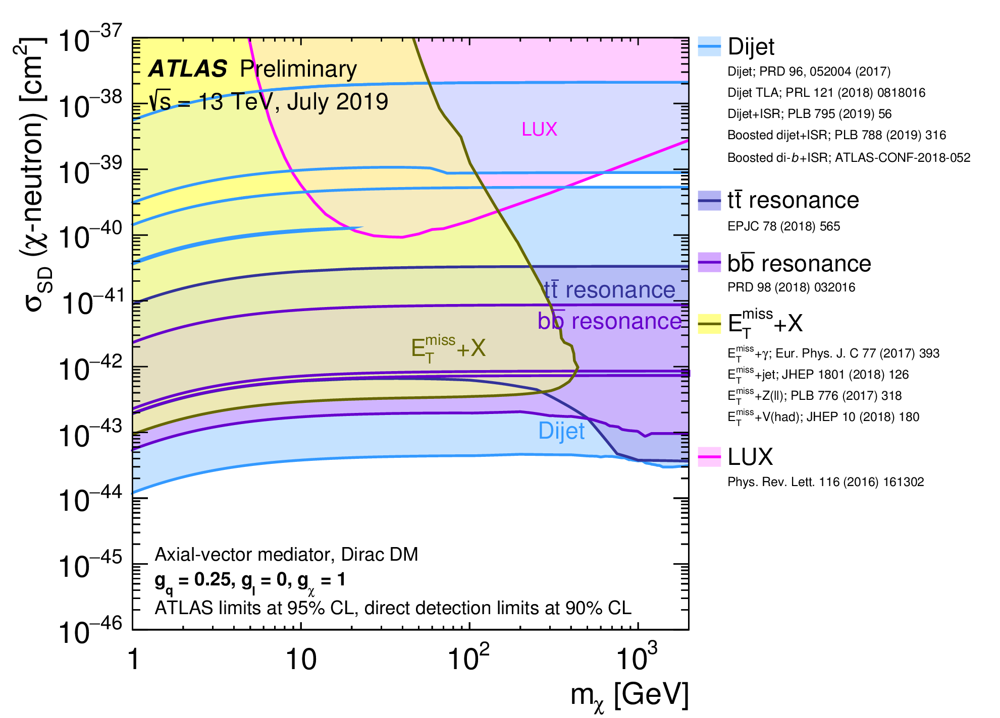 10⁻³⁷
10⁻³⁸
10⁻³⁹
10⁻⁴⁰
10⁻⁴¹
10⁻⁴²
10⁻⁴³
10⁻⁴⁴
10⁻⁴⁵
10⁻⁴⁶
σ_SD (χ-neutron) [cm²]
ATLAS Preliminary
√s = 13 TeV, July 2019
LUX
tt̄ resonance
bb̄ resonance
E_T^miss+X
Dijet
Axial-vector mediator, Dirac DM
g_q = 0.25, g_l = 0, g_χ = 1
ATLAS limits at 95% CL, direct detection limits at 90% CL
1 10 10² 10³
m_χ [GeV]
Dijet
Dijet; PRD 96, 052004 (2017)
Dijet TLA; PRL 121 (2018) 0818016
Dijet+ISR; PLB 795 (2019) 56
Boosted dijet+ISR; PLB 788 (2019) 316
Boosted di-b+ISR; ATLAS-CONF-2018-052
tt̄ resonance
EPJC 78 (2018) 565
bb̄ resonance
PRD 98 (2018) 032016
E_T^miss+X
E_T^miss+γ; Eur. Phys. J. C 77 (2017) 393
E_T^miss+jet; JHEP 1801 (2018) 126
E_T^miss+Z(ll); PLB 776 (2017) 318
E_T^miss+V(had); JHEP 10 (2018) 180
LUX
Phys. Rev. Lett. 116 (2016) 161302